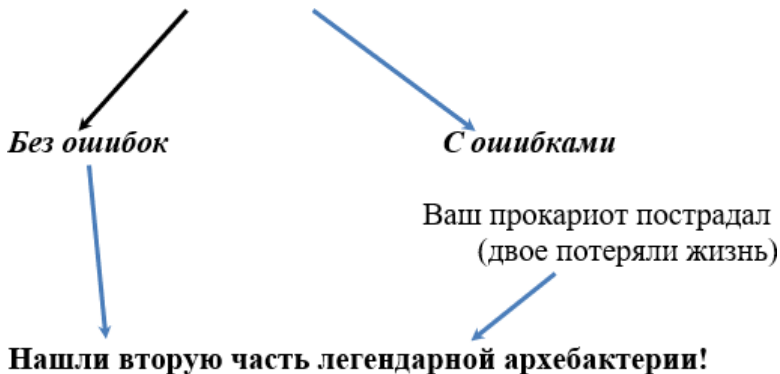 Без ошибок
С ошибками
Ваш прокариот пострадал
(двое потеряли жизнь)
Нашли вторую часть легендарной архебактерии!